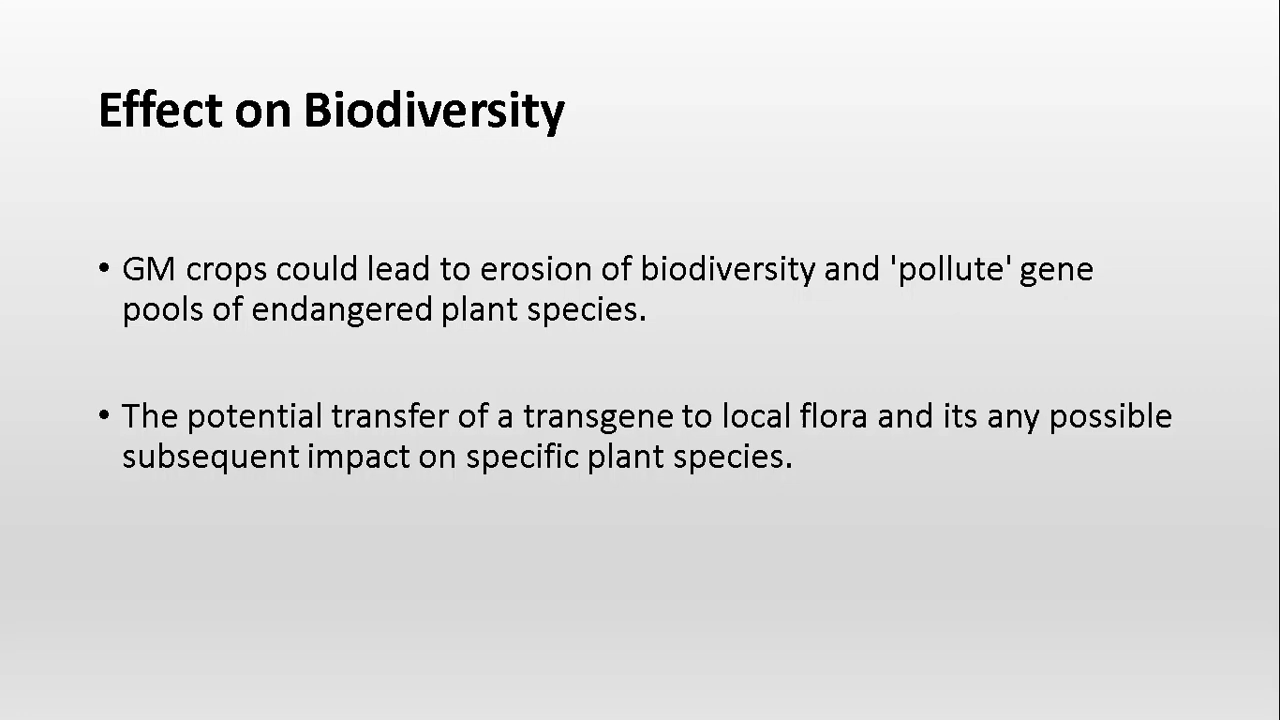 Effect on Biodiversity
• GM crops could lead to erosion of biodiversity and 'pollute' gene
pools of endangered plant species.
• The potential transfer of a transgene to local flora and its any possible
subsequent impact on specific plant species.